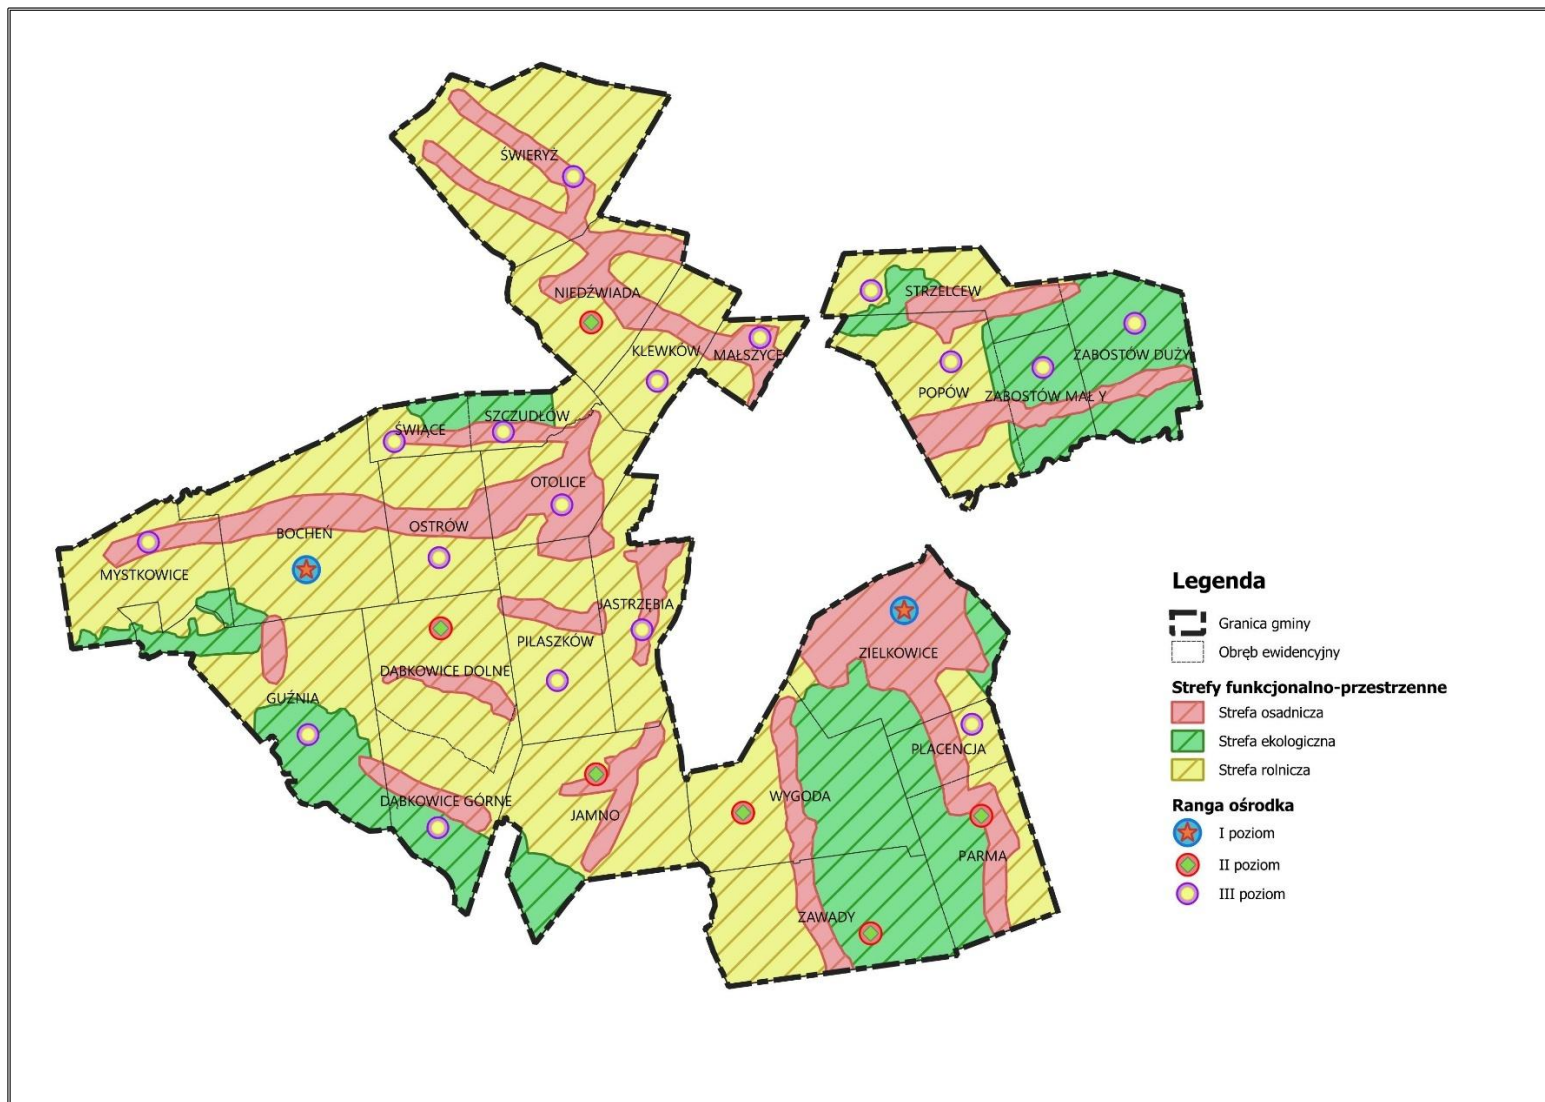 ŚWIERYŻ
NIEDŹWIADA
KLEWKÓW
MAŁSZYCE
STRZELCEW
ZABOSTÓW DUŻY
POPÓW
ZABOSTÓW MAŁ Y
SZCZUDŁÓW
ŚWIĄCE
OTOLICE
OSTRÓW
BOCHEŃ
MYSTKOWICE
JASTRZĘBIA
PILASZKÓW
DĄBKOWICE DOLNE
GUŹNIA
DĄBKOWICE GÓRNE
JAMNO
ZIELKOWICE
PLACENCJA
WYGODA
PARMA
ZAWADY
Legenda
Granica gminy
Obręb ewidencyjny
Strefy funkcjonalno-przestrzenne
Strefa osadnicza
Strefa ekologiczna
Strefa rolnicza
Ranga ośrodka
I poziom
II poziom
III poziom